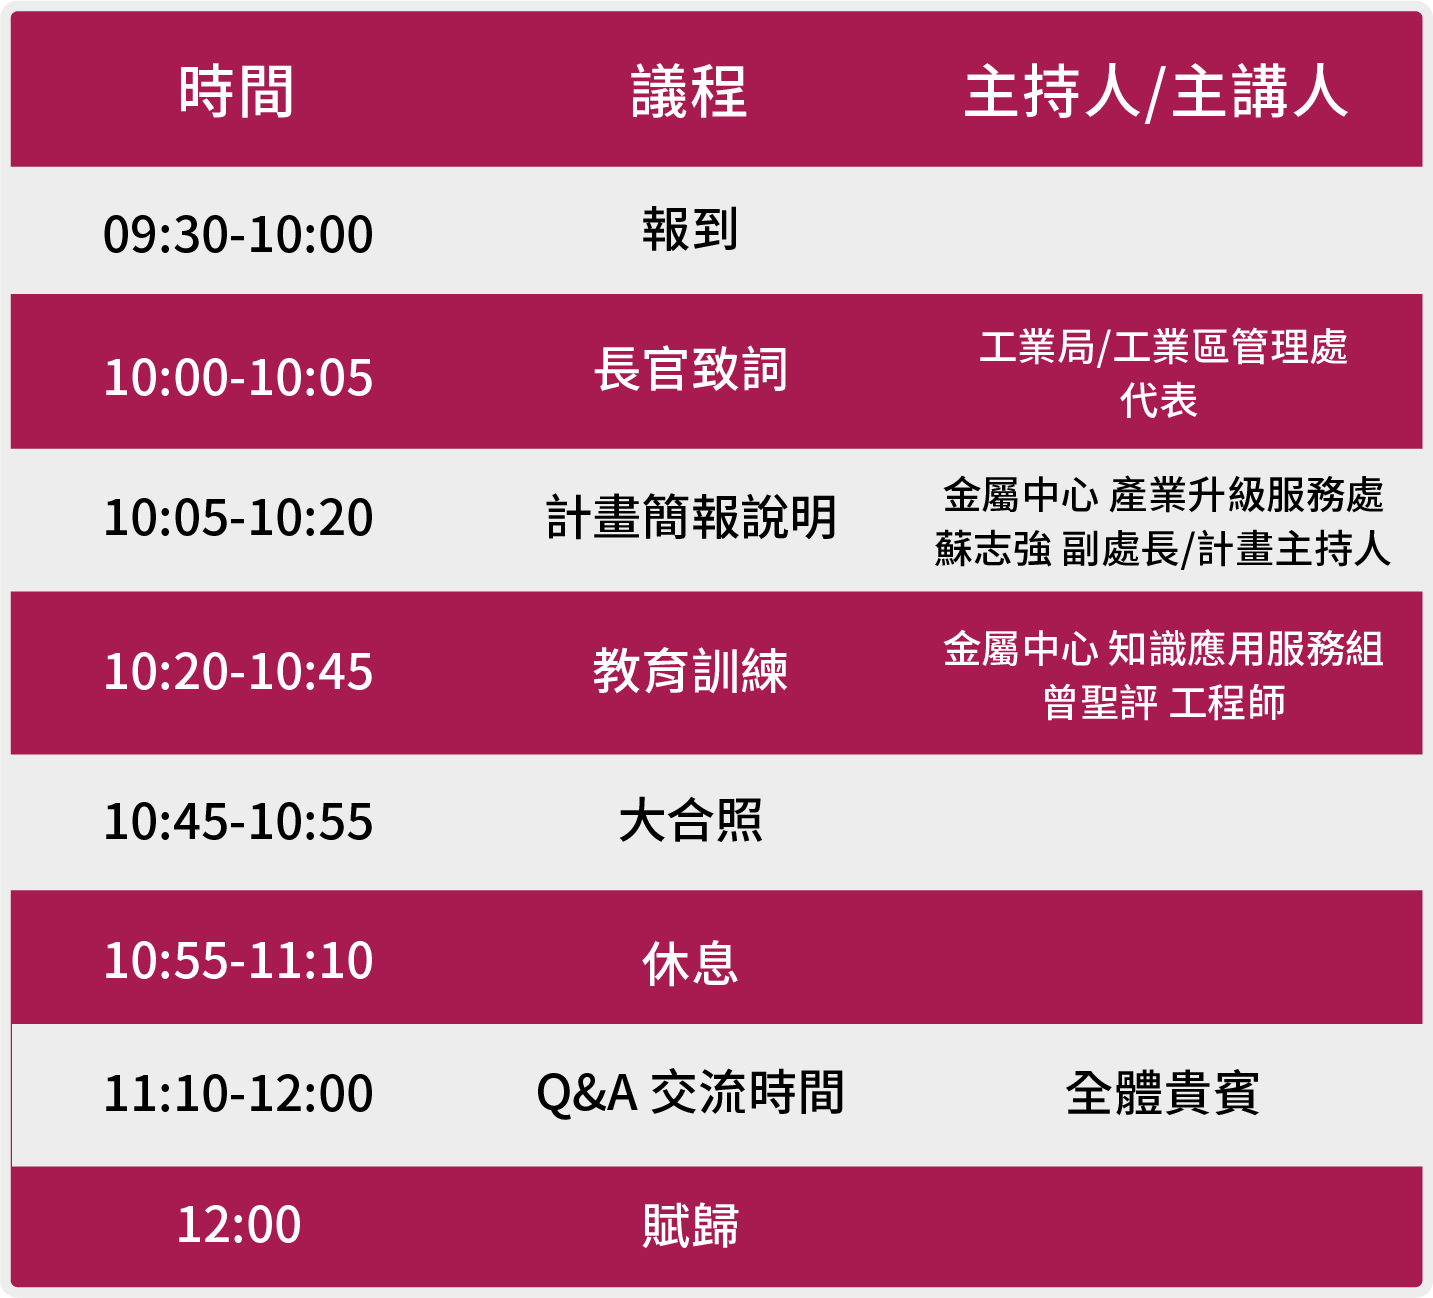 時間 議程 主持人/主講人
09:30-10:00 報到
10:00-10:05 長官致詞 工業局/工業區管理處
代表
10:05-10:20 計畫簡報說明 金屬中心 產業升級服務處
蘇志強 副處長/計畫主持人
10:20-10:45 教育訓練 金屬中心 知識應用服務組
曾聖評 工程師
10:45-10:55 大合照
10:55-11:10 休息
11:10-12:00 Q&A 交流時間 全體貴賓
12:00 賦歸